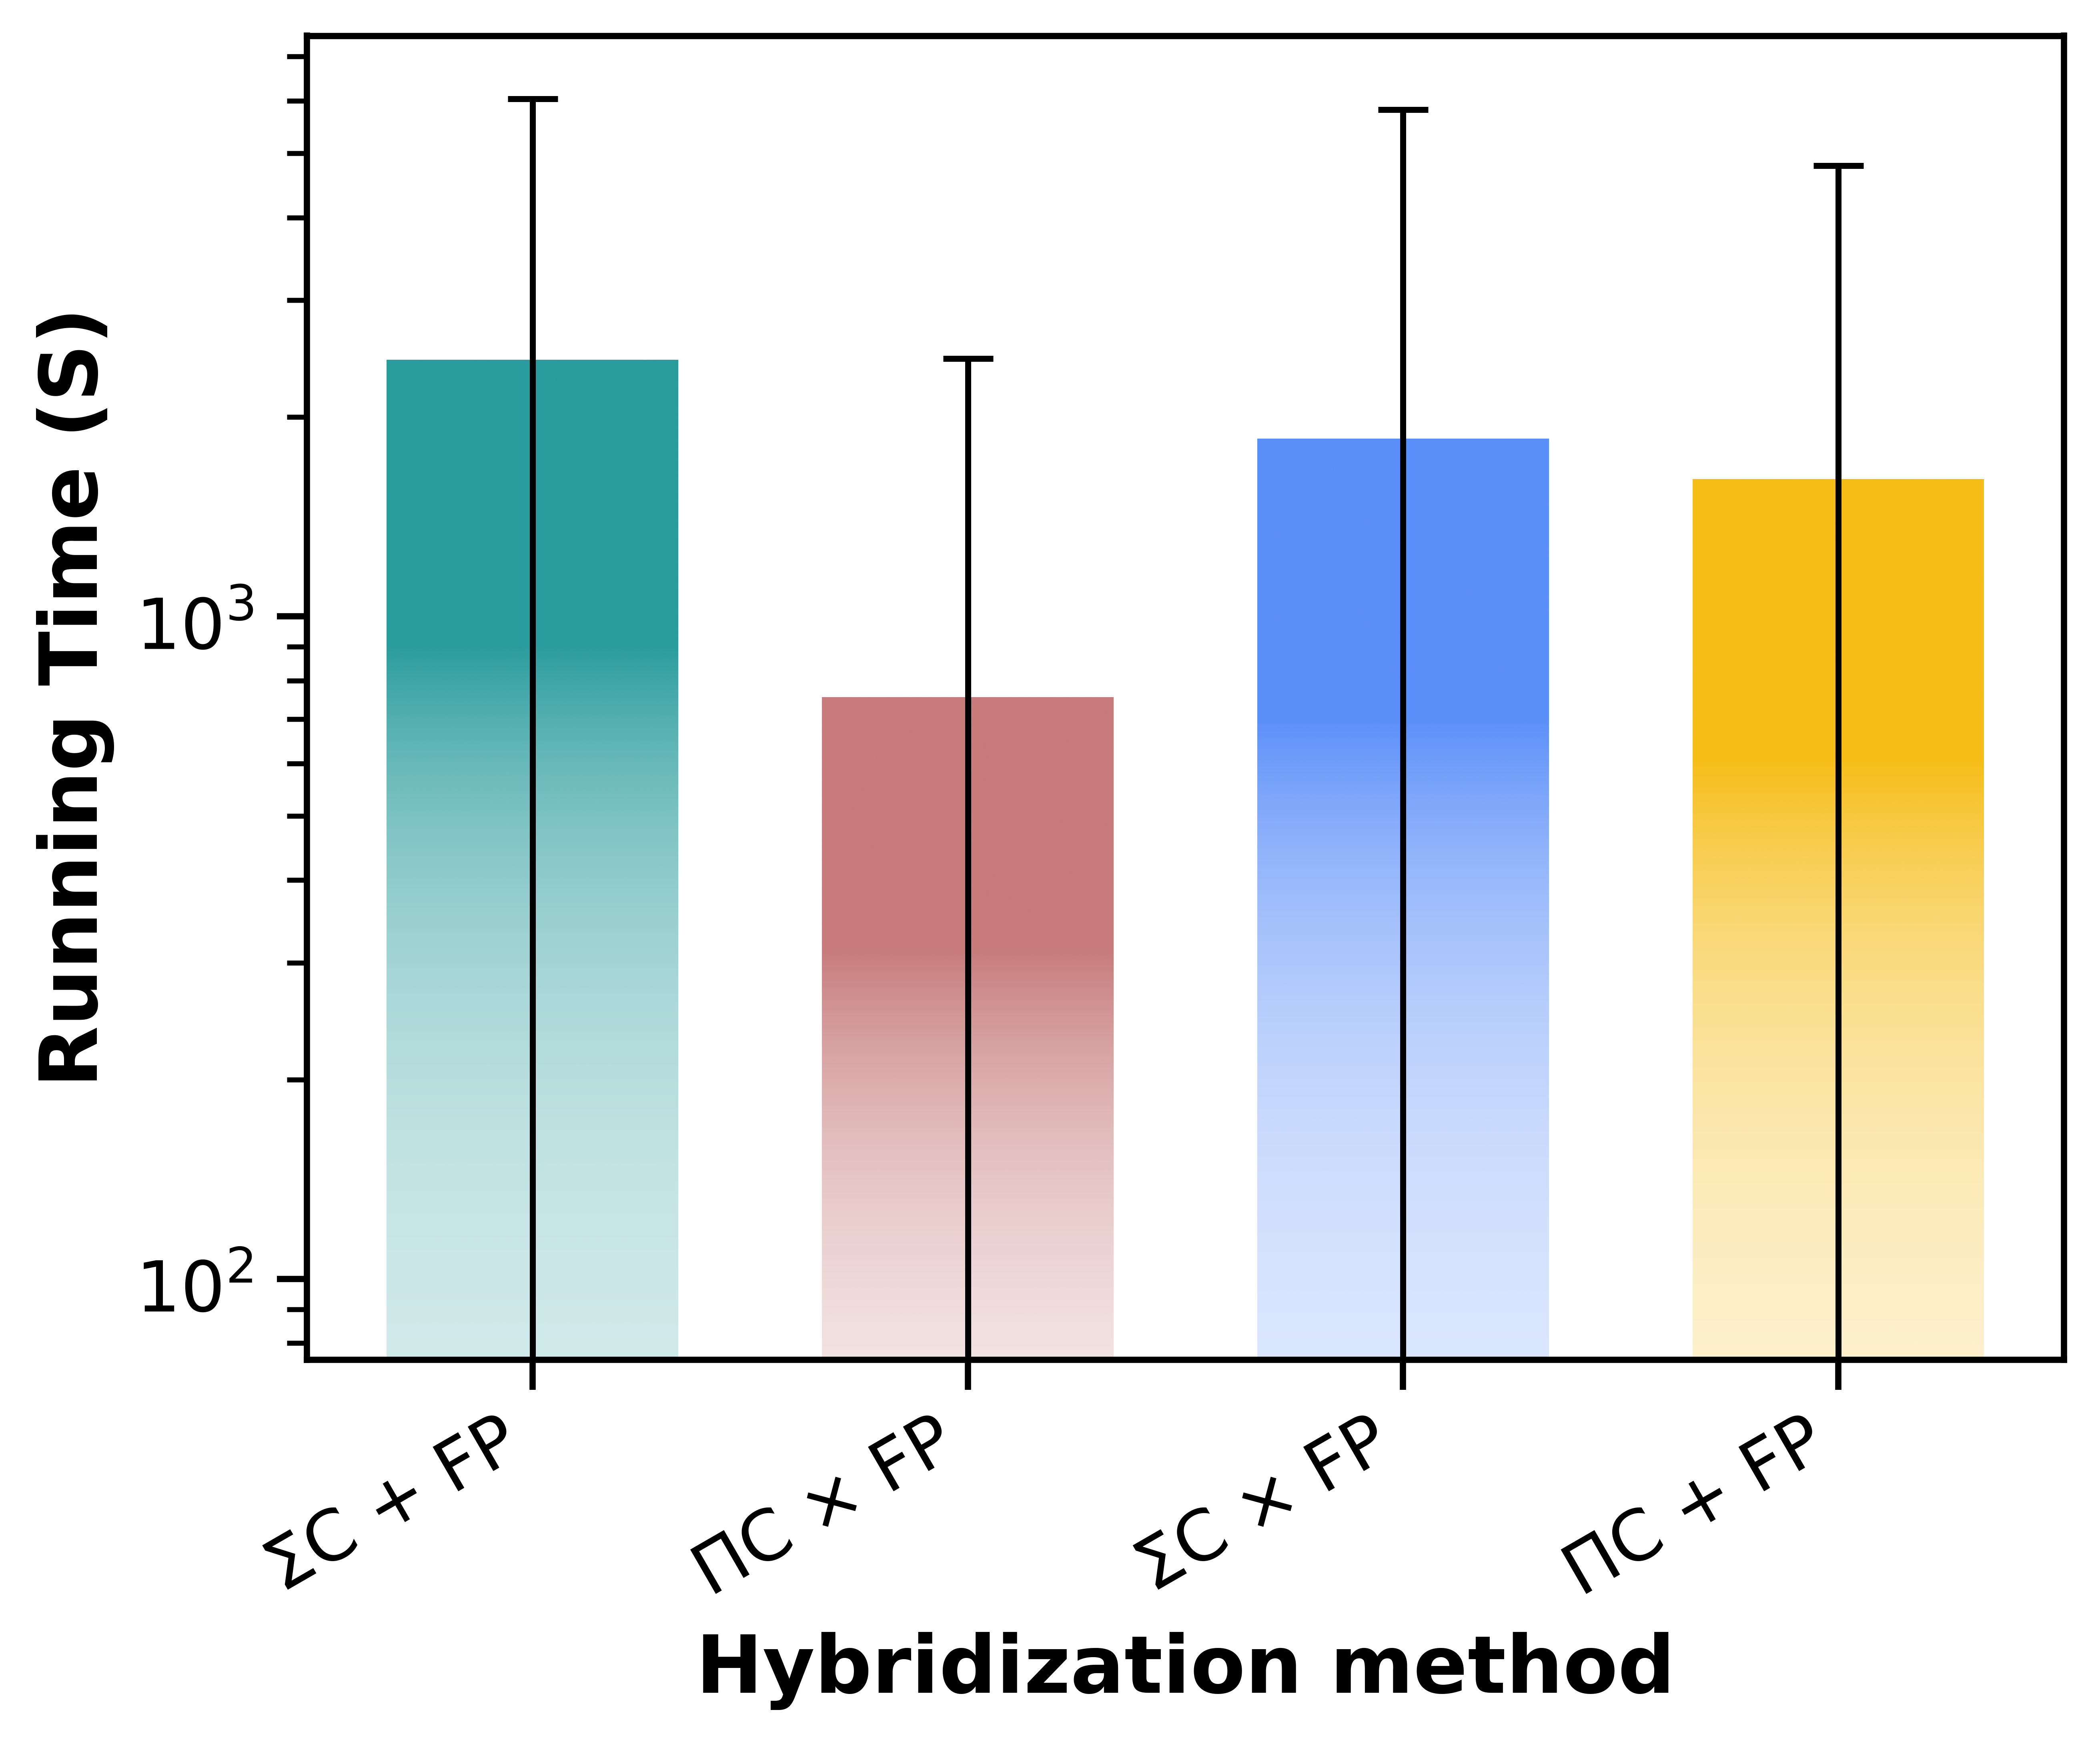 Running Time (S)
10³
10²
ΣC + FP
ΠC × FP
ΣC × FP
ΠC + FP
Hybridization method